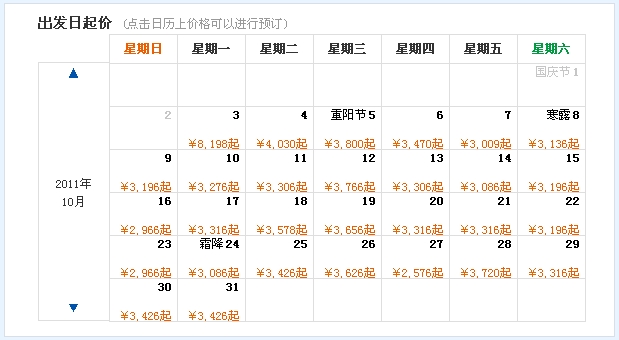 出发日起价 (点击日历上价格可以进行预订)
星期日 星期一 星期二 星期三 星期四 星期五 星期六
国庆节 1
2 3 4 重阳节 5 6 7 寒露 8
¥8,198起 ¥4,030起 ¥3,800起 ¥3,470起 ¥3,009起 ¥3,136起
9 10 11 12 13 14 15
¥3,196起 ¥3,276起 ¥3,306起 ¥3,766起 ¥3,306起 ¥3,086起 ¥3,196起
2011年
10月
16 17 18 19 20 21 22
¥2,966起 ¥3,316起 ¥3,578起 ¥3,656起 ¥3,316起 ¥3,316起 ¥3,196起
23 霜降 24 25 26 27 28 29
¥2,966起 ¥3,086起 ¥3,426起 ¥3,626起 ¥2,576起 ¥3,720起 ¥3,316起
30 31
¥3,426起 ¥3,426起